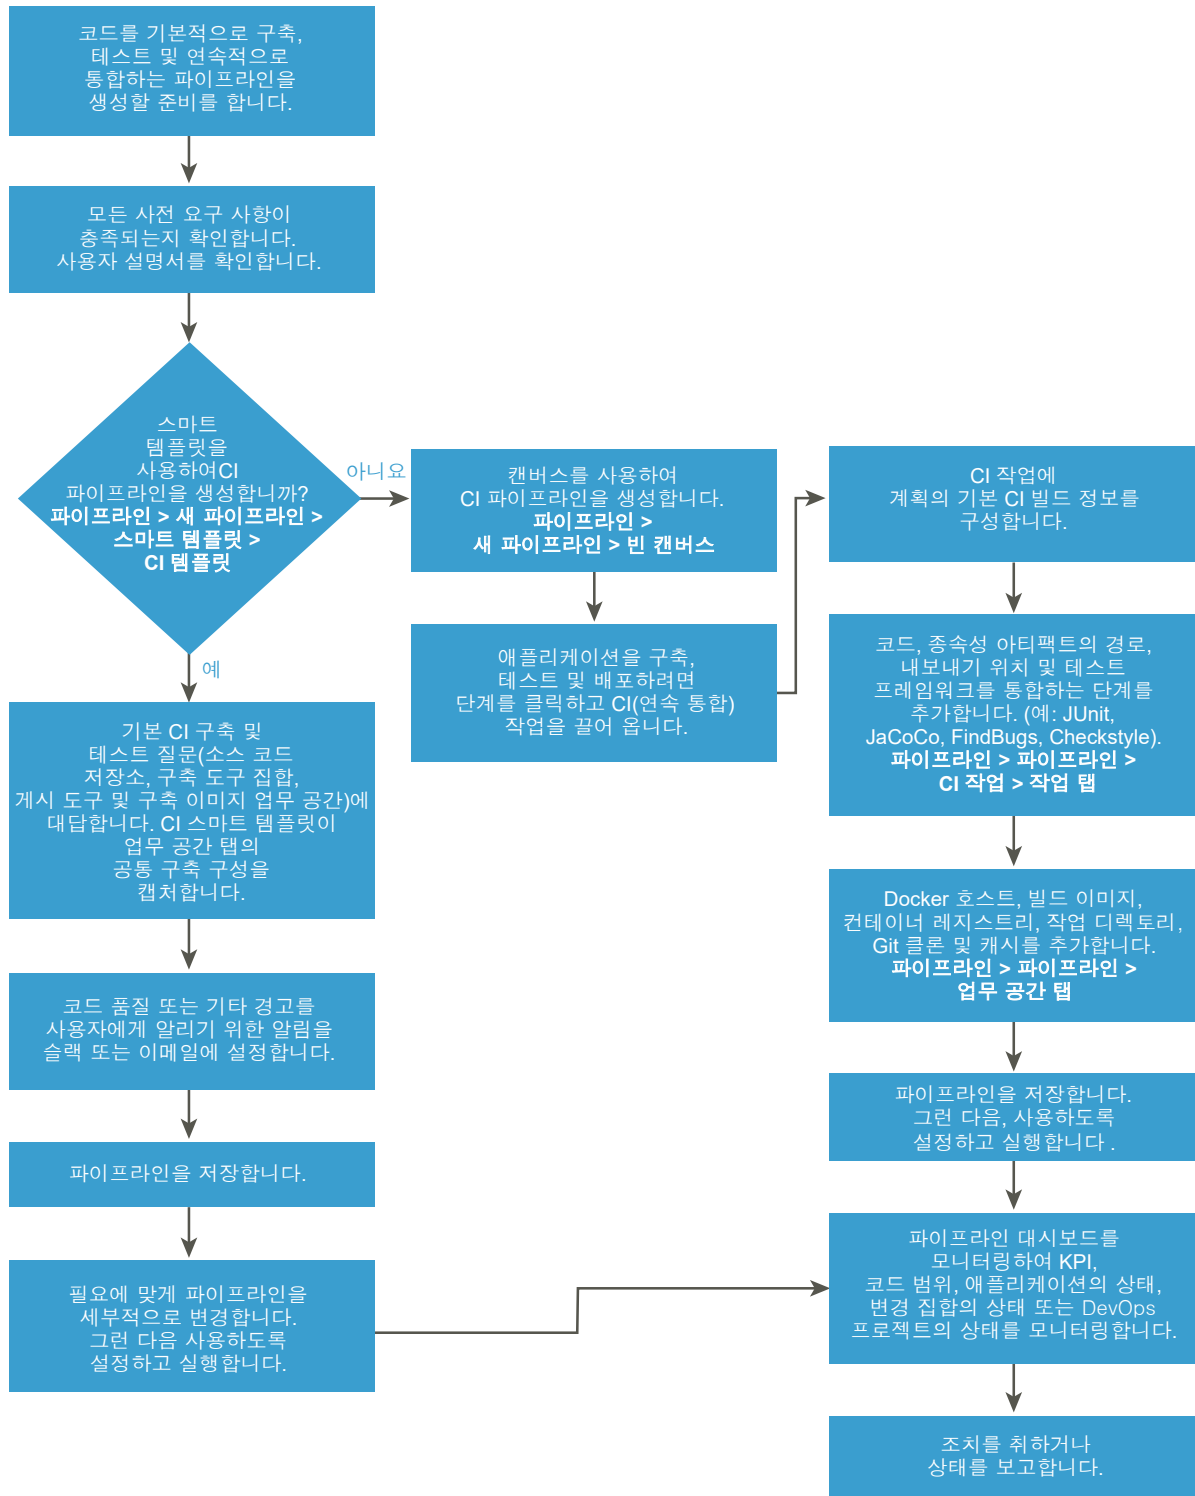 코드를 기본적으로 구축,
테스트 및 연속적으로
통합하는 파이프라인을
생성할 준비를 합니다.
모든 사전 요구 사항이
충족되는지 확인합니다.
사용자 설명서를 확인합니다.
스마트
템플릿을
사용하여CI
파이프라인을 생성합니까?
파이프라인 > 새 파이프라인 >
스마트 템플릿 >
CI 템플릿
아니요
예
기본 CI 구축 및
테스트 질문(소스 코드
저장소, 구축 도구 집합,
게시 도구 및 구축 이미지 업무 공간)에
대답합니다. CI 스마트 템플릿이
업무 공간 탭의
공통 구축 구성을
캡처합니다.
코드 품질 또는 기타 경고를
사용자에게 알리기 위한 알림을
슬랙 또는 이메일에 설정합니다.
파이프라인을 저장합니다.
필요에 맞게 파이프라인을
세부적으로 변경합니다.
그런 다음 사용하도록
설정하고 실행합니다.
캔버스를 사용하여
CI 파이프라인을 생성합니다.
파이프라인 >
새 파이프라인 > 빈 캔버스
애플리케이션을 구축,
테스트 및 배포하려면
단계를 클릭하고 CI(연속 통합)
작업을 끌어 옵니다.
CI 작업에
계획의 기본 CI 빌드 정보를
구성합니다.
코드, 종속성 아티팩트의 경로,
내보내기 위치 및 테스트
프레임워크를 통합하는 단계를
추가합니다. (예: JUnit,
JaCoCo, FindBugs, Checkstyle).
파이프라인 > 파이프라인 >
CI 작업 > 작업 탭
Docker 호스트, 빌드 이미지,
컨테이너 레지스트리, 작업 디렉토리,
Git 클론 및 캐시를 추가합니다.
파이프라인 > 파이프라인 >
업무 공간 탭
파이프라인을 저장합니다.
그런 다음, 사용하도록
설정하고 실행합니다 .
파이프라인 대시보드를
모니터링하여 KPI,
코드 범위, 애플리케이션의 상태,
변경 집합의 상태 또는 DevOps
프로젝트의 상태를 모니터링합니다.
조치를 취하거나
상태를 보고합니다.